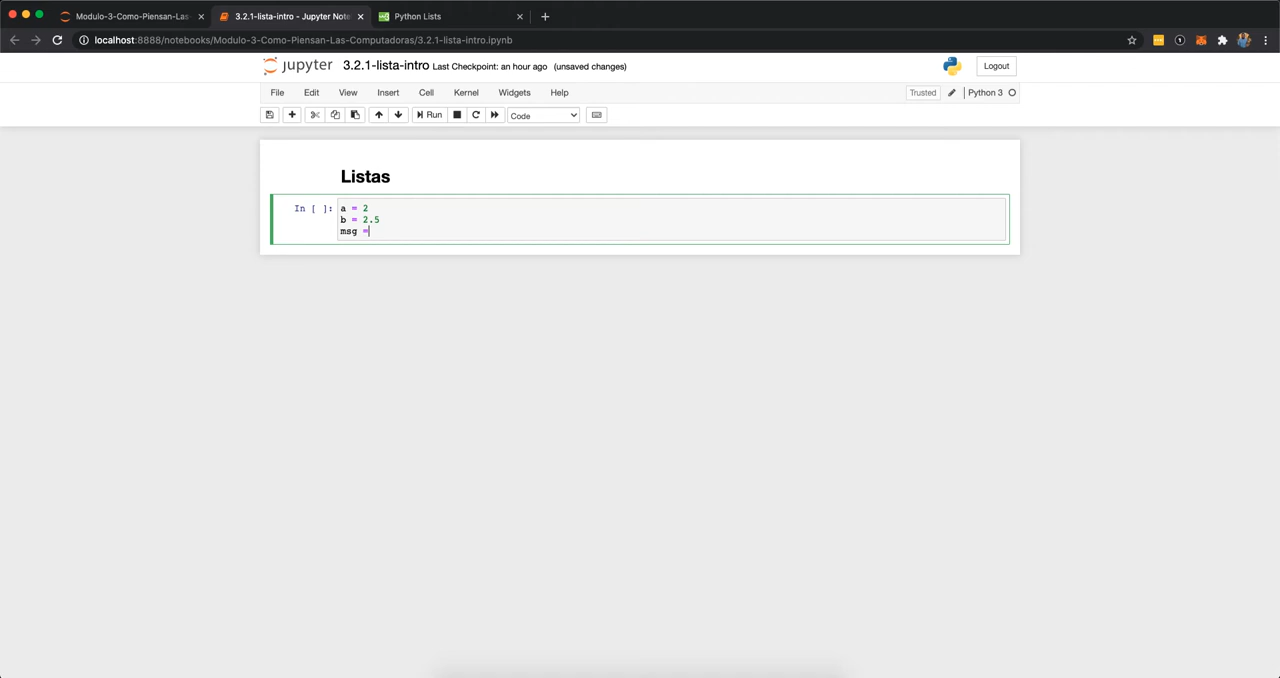 Modulo-3-Como-Piensan-Las-
3.2.1-lista-intro - Jupyter Note
Python Lists
localhost:8888/notebooks/Modulo-3-Como-Piensan-Las-Computadoras/3.2.1-lista-intro.ipynb
jupyter 3.2.1-lista-intro Last Checkpoint: an hour ago (unsaved changes) Logout
File Edit View Insert Cell Kernel Widgets Help Trusted Python 3
Run Code
Listas
In [ ]: a = 2
b = 2.5
msg =